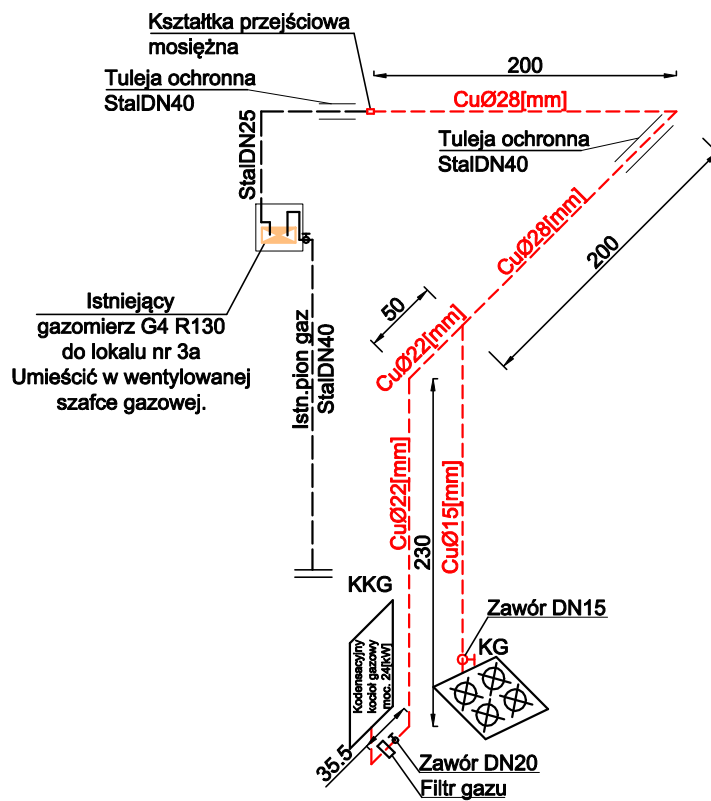 Kształtka przejściowa
mosiężna
Tuleja ochronna
StalDN40
200
CuØ28[mm]
Tuleja ochronna
StalDN40
StalDN25
CuØ28[mm]
200
50
CuØ22[mm]
Istniejący
gazomierz G4 R130
do lokalu nr 3a
Umieścić w wentylowanej
szafce gazowej.
Istn.pion gaz
StalDN40
CuØ22[mm]
230
CuØ15[mm]
KKG
Kodensacyjny
kocioł gazowy
moc. 24[kW]
Zawór DN15
KG
35.5
Zawór DN20
Filtr gazu